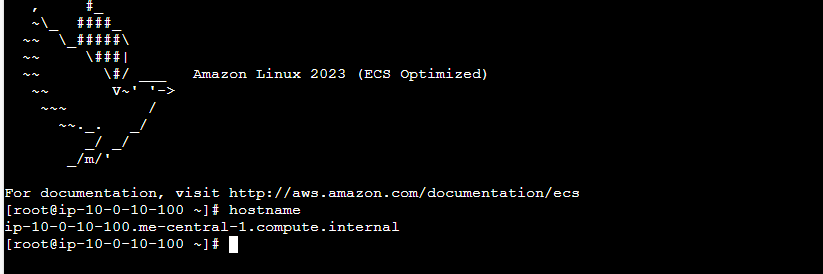 ,     #_
   ~\_  ####_
  ~~  \_#####\
  ~~     \###|
  ~~       \#/ ___   Amazon Linux 2023 (ECS Optimized)
   ~~       V~' '->
    ~~~         /
      ~~._.   _/
         _/ _/
       _/m/'
For documentation, visit http://aws.amazon.com/documentation/ecs
[root@ip-10-0-10-100 ~]# hostname
ip-10-0-10-100.me-central-1.compute.internal
[root@ip-10-0-10-100 ~]#